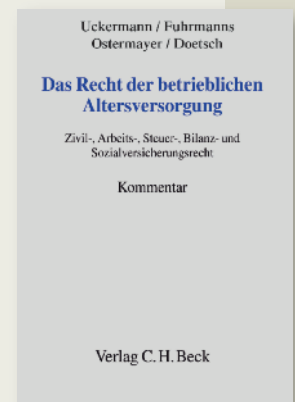 Uckermann / Fuhrmanns
Ostermayer / Doetsch
Das Recht der betrieblichen
Altersversorgung
Zivil-, Arbeits-, Steuer-, Bilanz- und
Sozialversicherungsrecht
Kommentar
Verlag C. H. Beck